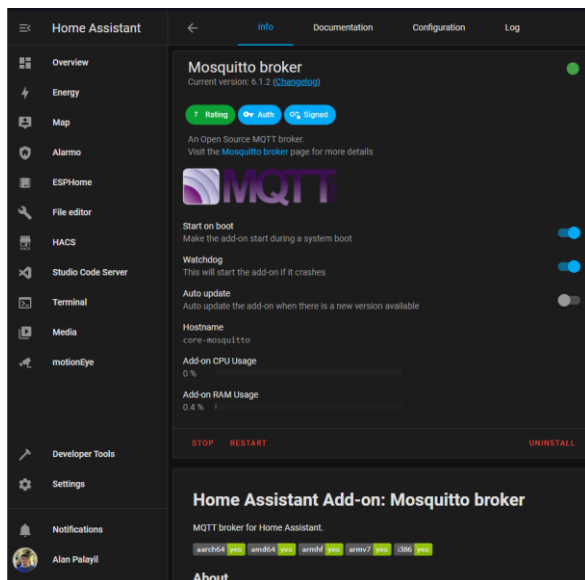 Home Assistant
Info
Documentation
Configuration
Log
Overview
Energy
Map
Alarmo
ESPHome
File editor
HACS
Studio Code Server
Terminal
Media
motionEye
Developer Tools
Settings
Notifications
Alan Palayil
Mosquitto broker
Current version: 6.1.2 (Changelog)
? Rating
Auth
Signed
An Open Source MQTT broker.
Visit the Mosquitto broker page for more details
MQTT
Start on boot
Make the add-on start during a system boot
Watchdog
This will start the add-on if it crashes
Auto update
Auto update the add-on when there is a new version available
Hostname
core-mosquitto
Add-on CPU Usage
0 %
Add-on RAM Usage
0.4 %
STOP
RESTART
UNINSTALL
Home Assistant Add-on: Mosquitto broker
MQTT broker for Home Assistant.
aarch64 yes amd64 yes armhf yes armv7 yes i386 yes
About